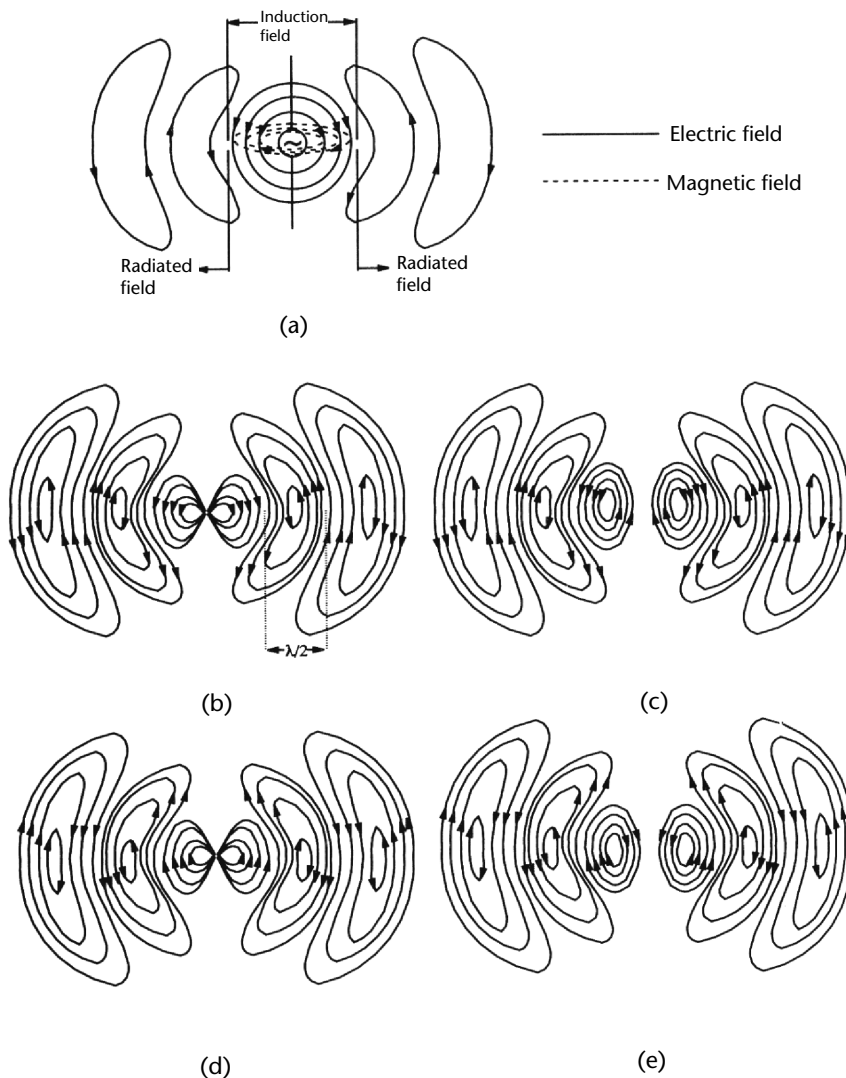 Induction
field
Electric field
Magnetic field
Radiated
field
Radiated
field
(a)
λ/2
(b)
(c)
(d)
(e)